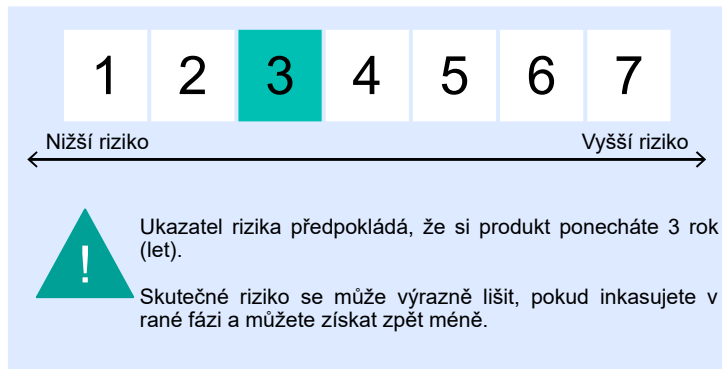 1 2 3 4 5 6 7
Nižší riziko Vyšší riziko
!
Ukazatel rizika předpokládá, že si produkt ponecháte 3 rok
(let).
Skutečné riziko se může výrazně lišit, pokud inkasujete v
rané fázi a můžete získat zpět méně.